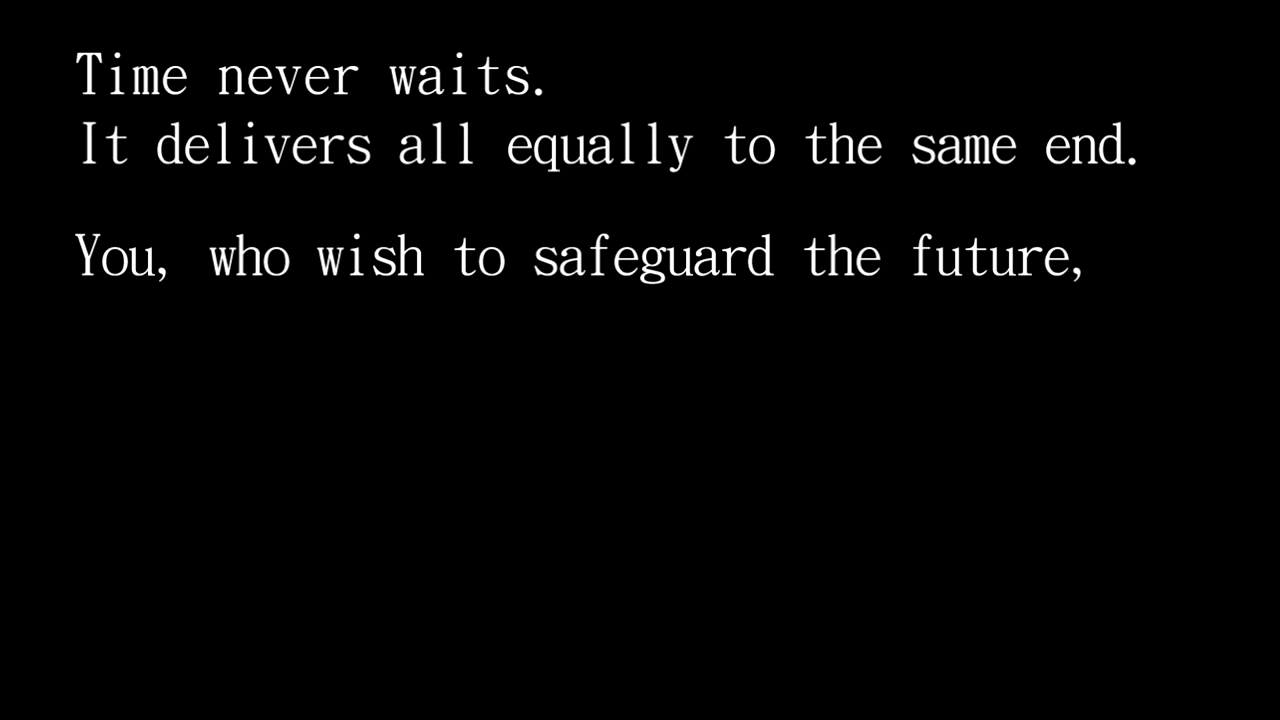 Time never waits.
It delivers all equally to the same end.
You, who wish to safeguard the future,